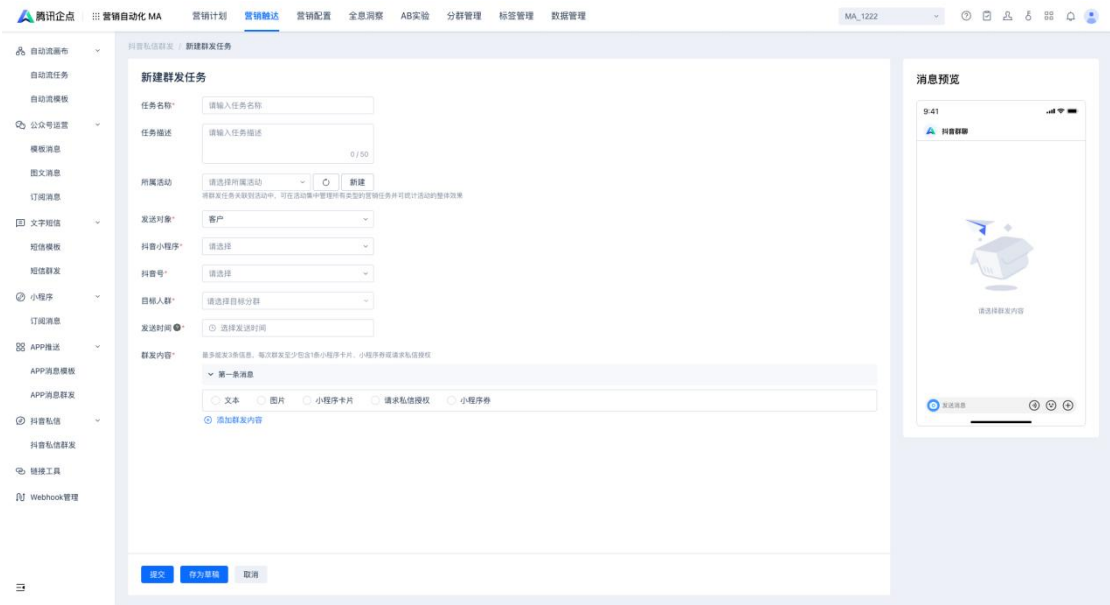 腾讯企点 营销自动化 MA 营销计划 营销触达 营销配置 全息洞察 AB实验 分群管理 标签管理 数据管理 MA_1222
自动流画布
自动流任务
自动流模板
公众号运营
模板消息
图文消息
订阅消息
文字短信
短信模板
短信群发
小程序
订阅消息
APP推送
APP消息模板
APP消息群发
抖音私信
抖音私信群发
链接工具
Webhook管理
抖音私信群发 / 新建群发任务
新建群发任务
任务名称* 请输入任务名称
任务描述 请输入任务描述
0 / 50
所属活动 请选择所属活动 新建
将群发任务关联到活动中，可在活动集中管理所有类型的营销任务并可统计活动的整体效果
发送对象* 客户
抖音小程序* 请选择
抖音号* 请选择
目标人群* 请选择目标分群
发送时间 * 选择发送时间
群发内容* 最多能发3条信息，每次群发至少包含1条小程序卡片、小程序券或请求私信授权
第一条消息
文本 图片 小程序卡片 请求私信授权 小程序券
添加群发内容
提交 存为草稿 取消
消息预览
9:41
抖音群聊
请选择群发内容
发送消息